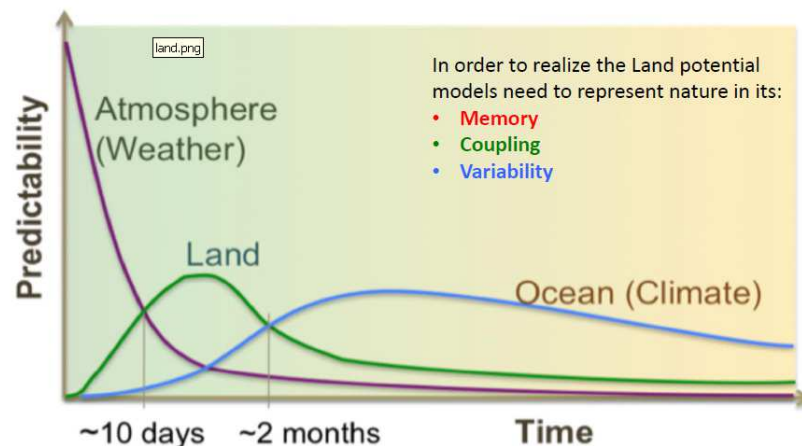 land.png
In order to realize the Land potential
models need to represent nature in its:
• Memory
• Coupling
• Variability
Atmosphere
(Weather)
Land
Ocean (Climate)
Predictability
~10 days
~2 months
Time